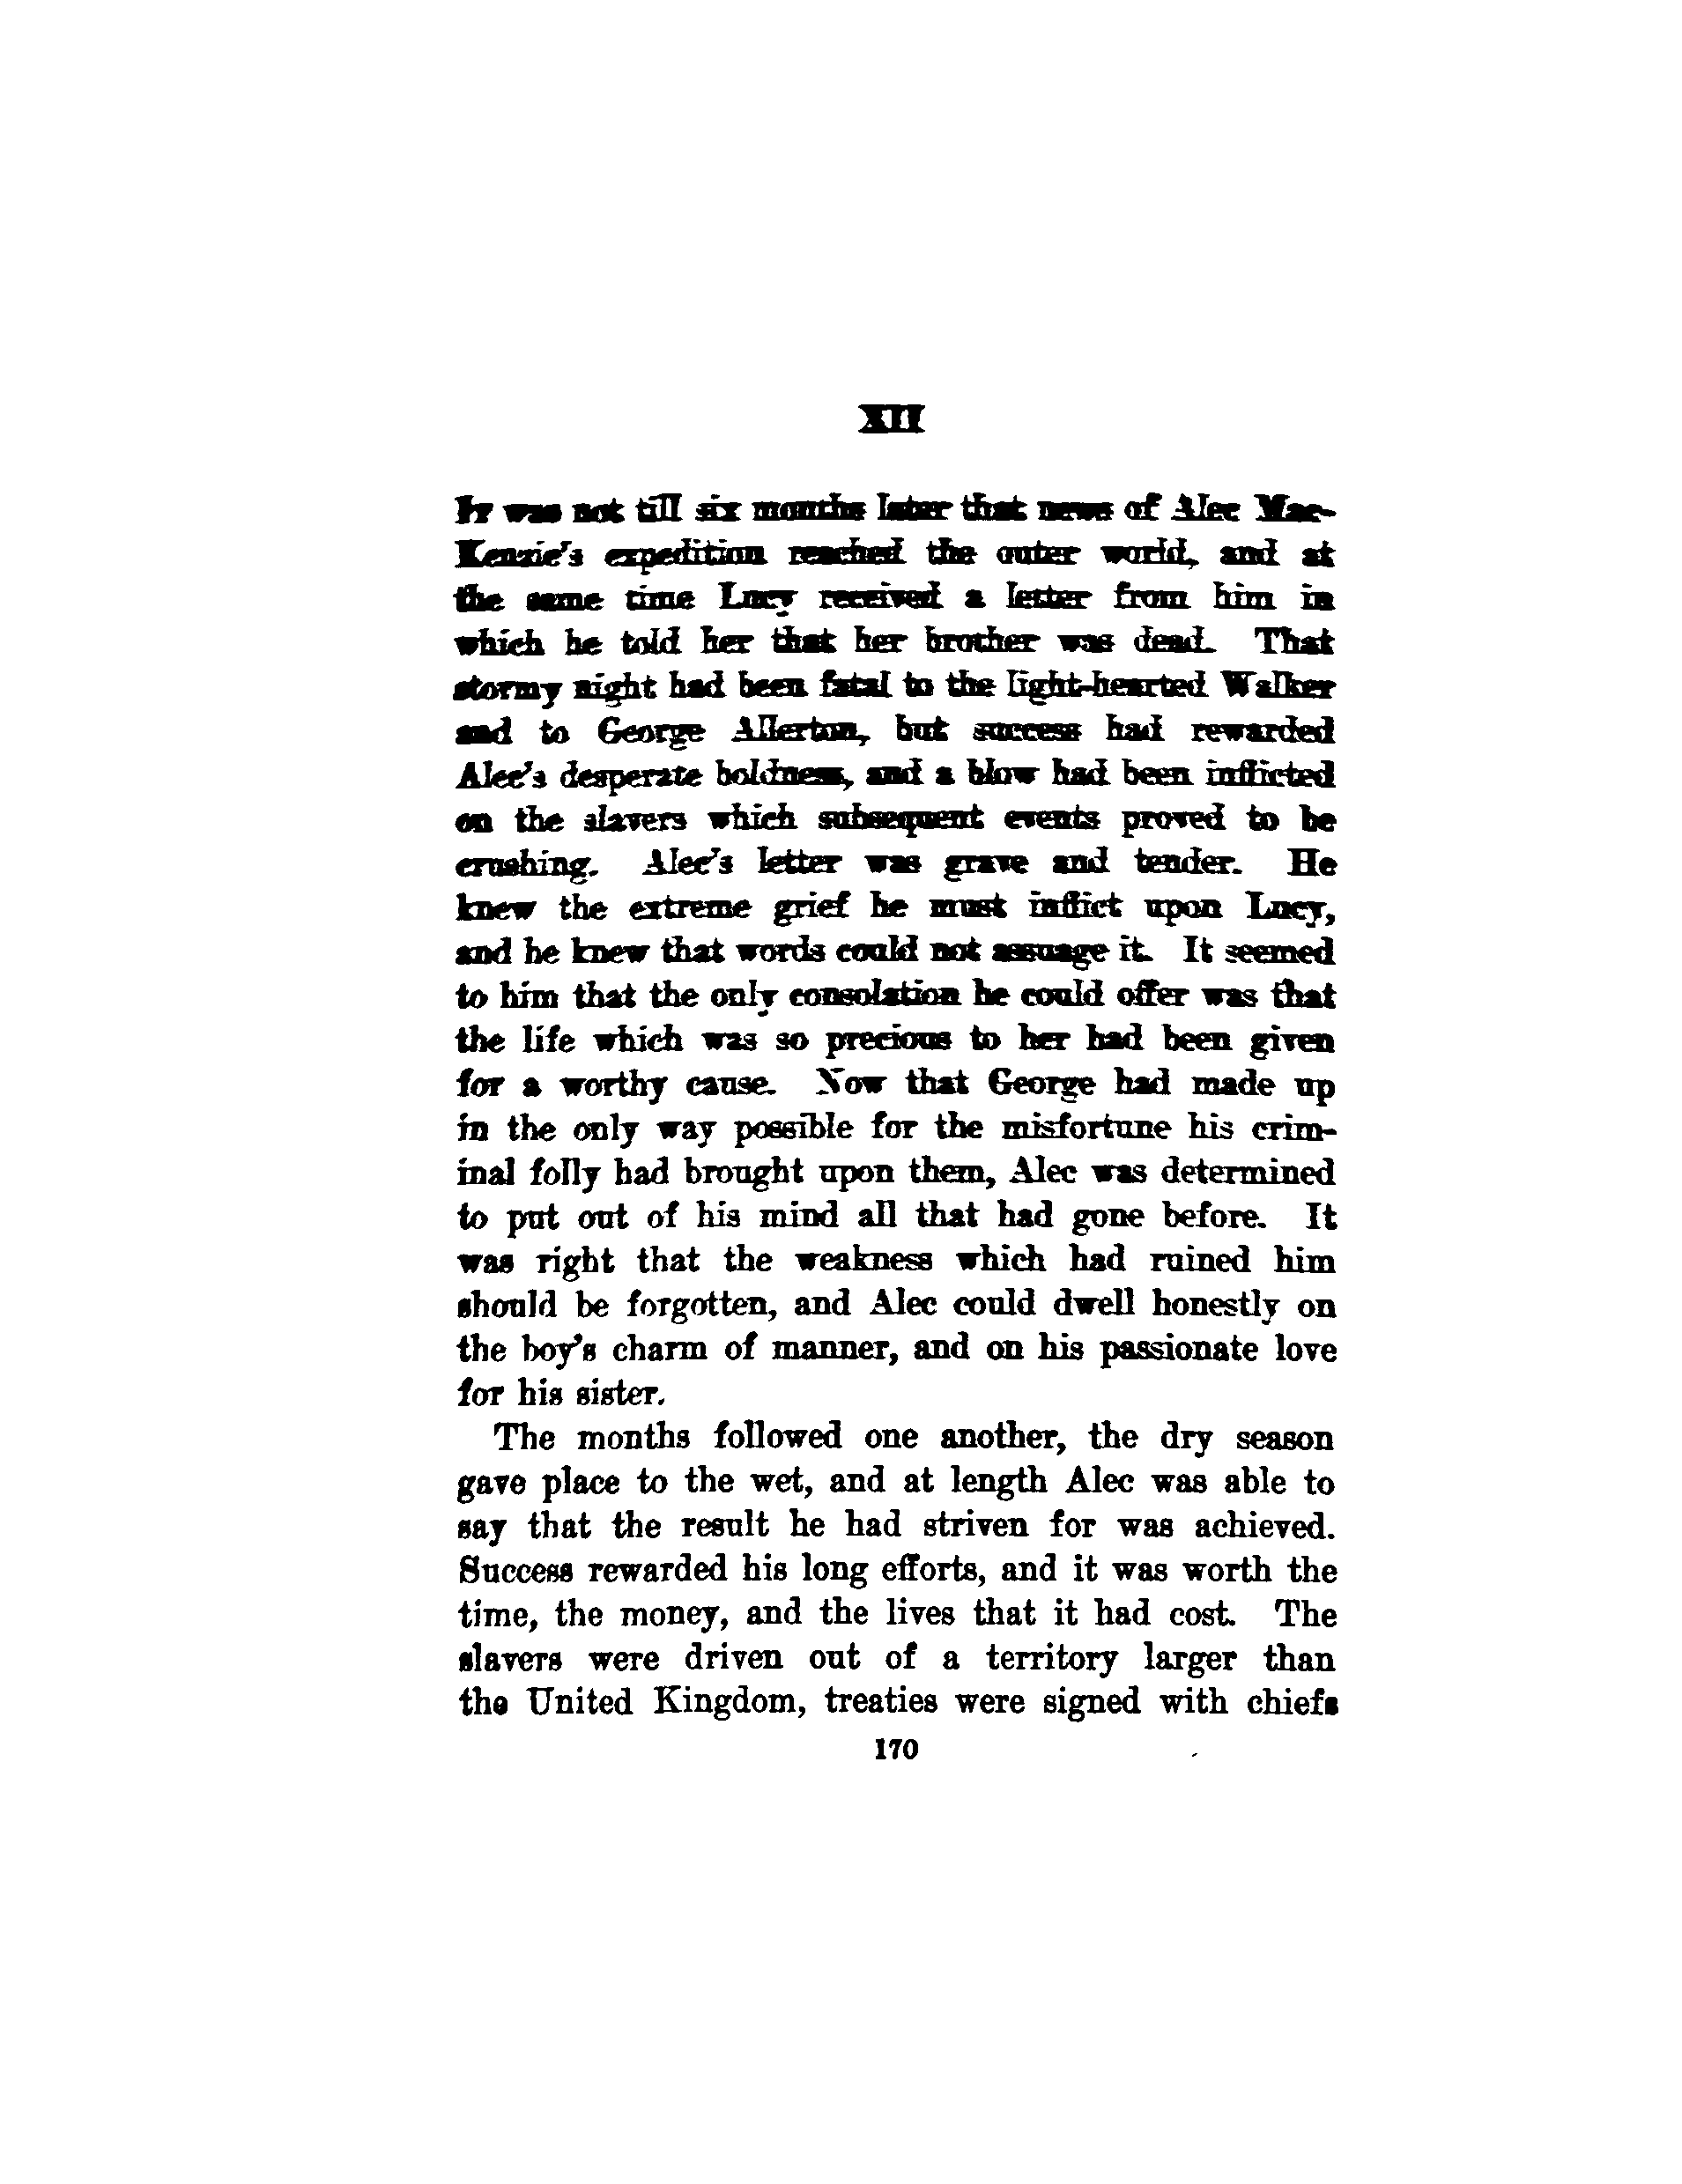 XII
It was not till six months later that news of Alec Mac-
Kenzie's expedition reached the outer world, and at
the same time Lucy received a letter from him in
which he told her that her brother was dead. That
stormy night had been fatal to the light-hearted Walker
and to George Allerton, but success had rewarded
Alec's desperate boldness, and a blow had been inflicted
on the slavers which subsequent events proved to be
crushing. Alec's letter was grave and tender. He
knew the extreme grief he must inflict upon Lucy,
and he knew that words could not assuage it. It seemed
to him that the only consolation he could offer was that
the life which was so precious to her had been given
for a worthy cause. Now that George had made up
in the only way possible for the misfortune his crim-
inal folly had brought upon them, Alec was determined
to put out of his mind all that had gone before. It
was right that the weakness which had ruined him
should be forgotten, and Alec could dwell honestly on
the boy's charm of manner, and on his passionate love
for his sister.
The months followed one another, the dry season
gave place to the wet, and at length Alec was able to
say that the result he had striven for was achieved.
Success rewarded his long efforts, and it was worth the
time, the money, and the lives that it had cost. The
slavers were driven out of a territory larger than
the United Kingdom, treaties were signed with chiefs
170